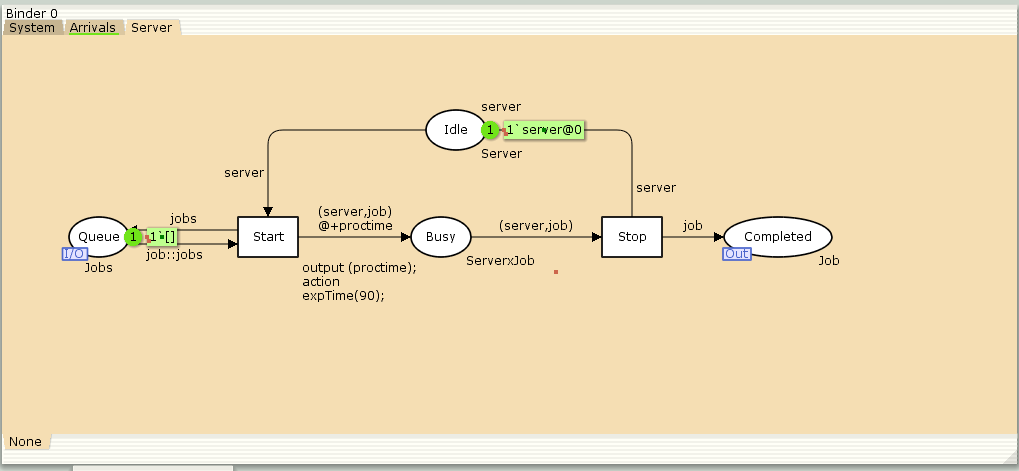 Binder 0
System
Arrivals
Server
server
Idle
1
1`server@0
Server
server
server
jobs
(server,job)
@+proctime
Queue
1
1`[]
Start
Busy
(server,job)
Stop
job
Completed
I/O
job::jobs
Out
Jobs
ServerxJob
Job
output (proctime);
action
expTime(90);
None